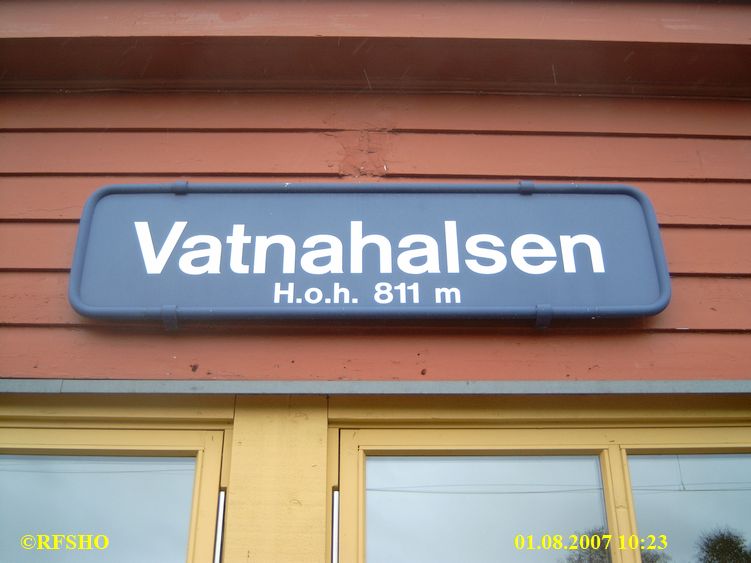 Vatnahalsen
H.o.h. 811 m
©RFSHO
01.08.2007 10:23